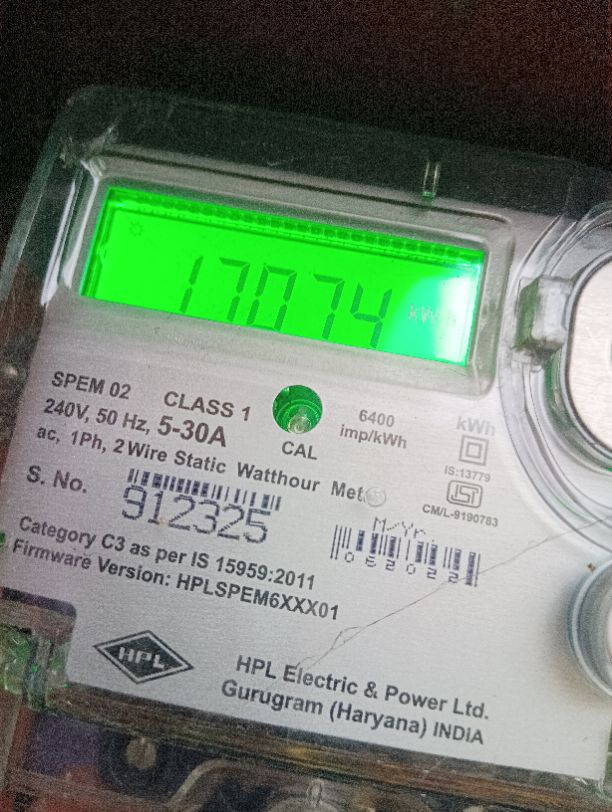 17074 kWh
SPEM 02 CLASS 1
240V, 50 Hz, 5-30A
ac, 1Ph, 2 Wire Static Watthour Met
CAL
6400
imp/kWh
kWh
IS:13779
ISI
CM/L-9190783
S. No.
912325
M/Yr.
062022
Category C3 as per IS 15959:2011
Firmware Version: HPLSPEM6XXX01
HPL
HPL Electric & Power Ltd.
Gurugram (Haryana) INDIA